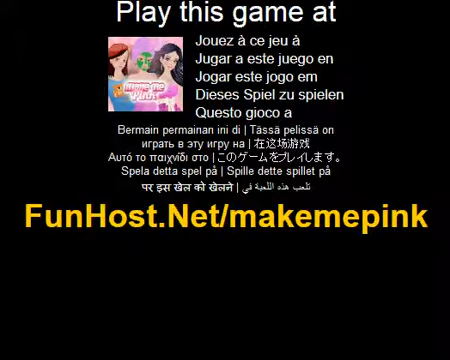 Play this game at
make me
Pink!
Jouez à ce jeu à
Jugar a este juego en
Jogar este jogo em
Dieses Spiel zu spielen
Questo gioco a
Bermain permainan ini di | Tässä pelissä on
играть в эту игру на | 在这场游戏
Αυτό το παιχνίδι στο | このゲームをプレイします。
Spela detta spel på | Spille dette spillet på
पर इस खेल को खेलने | تلعب هذه اللعبة في
FunHost.Net/makemepink